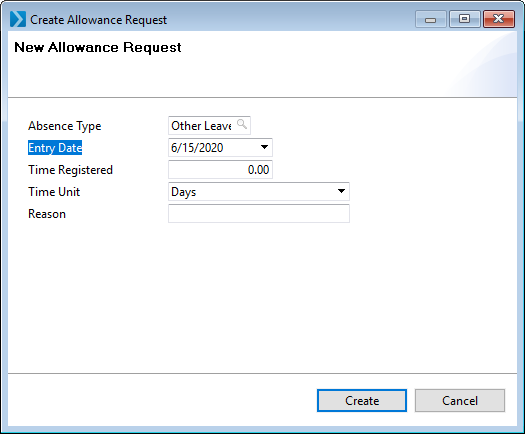 Create Allowance Request
New Allowance Request
Absence Type Other Leave
Entry Date 6/15/2020
Time Registered 0.00
Time Unit Days
Reason
Create Cancel